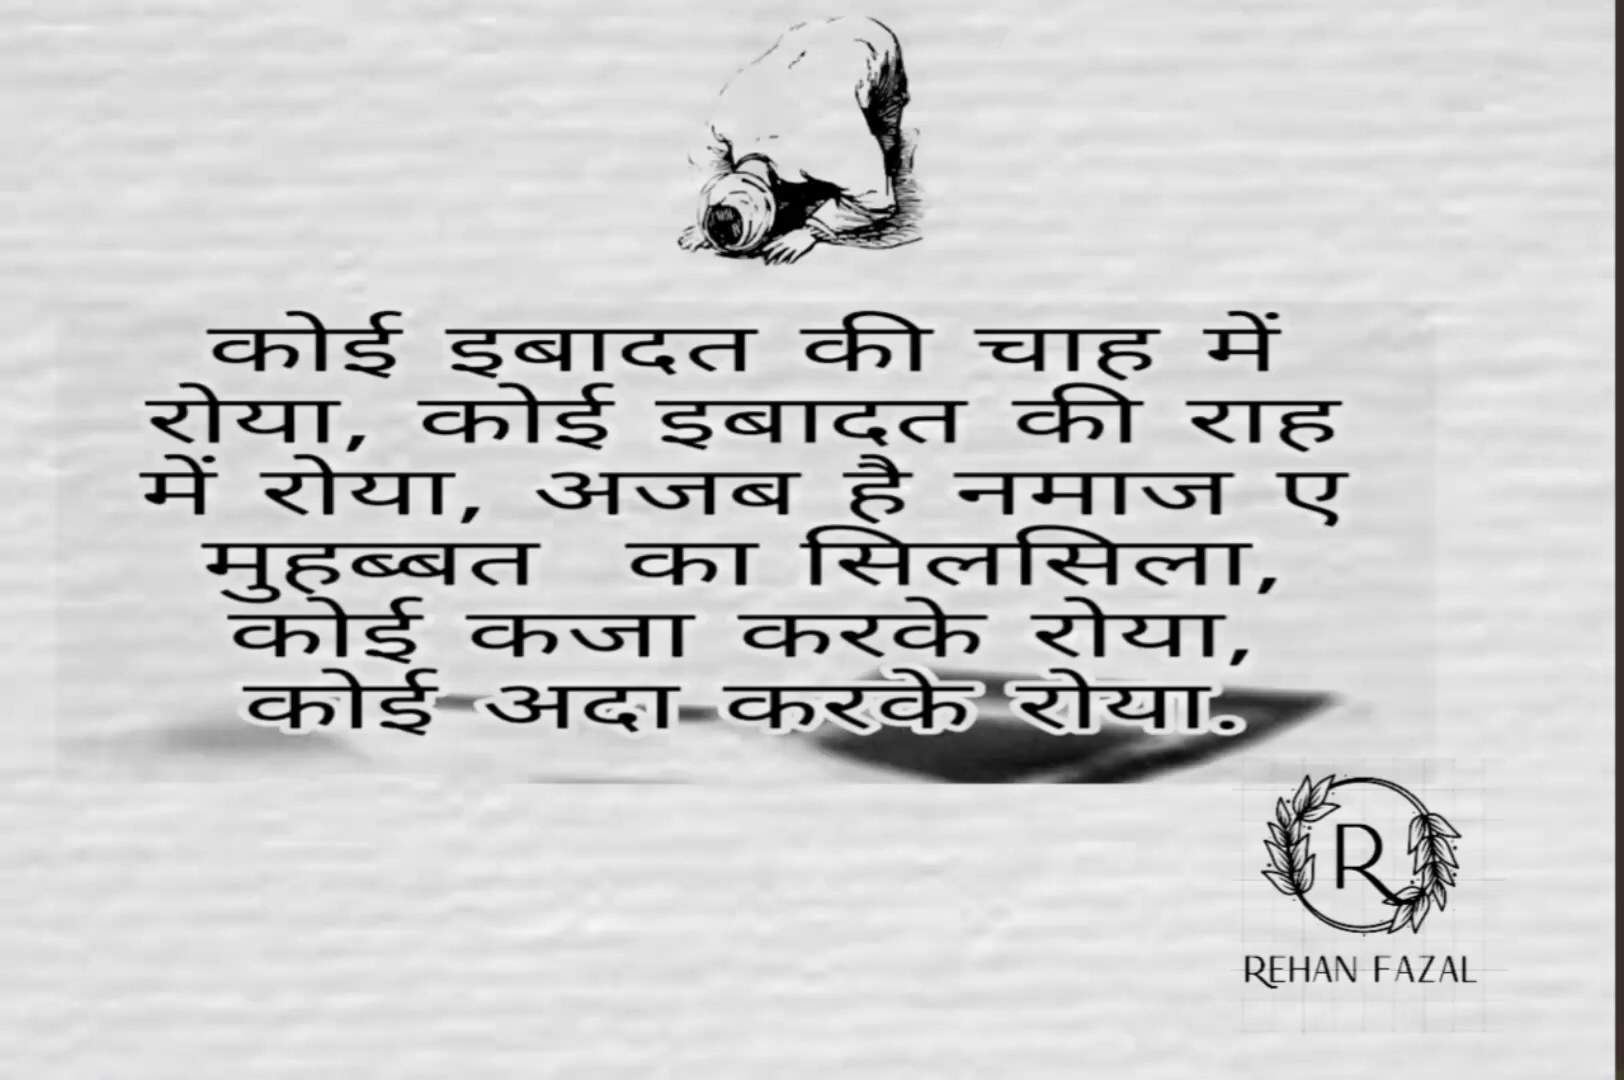 कोई इबादत की चाह में
रोया, कोई इबादत की राह
में रोया, अजब है नमाज ए
मुहब्बत का सिलसिला,
कोई कजा करके रोया,
कोई अदा करके रोया.
R
REHAN FAZAL